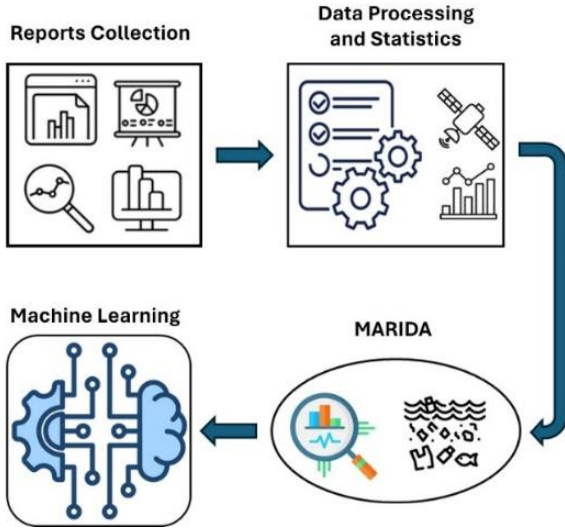 Reports Collection
Data Processing
and Statistics
Machine Learning
MARIDA